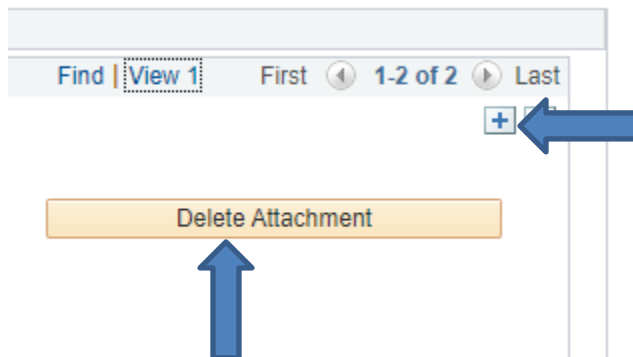 Find | View 1 First 1-2 of 2 Last
+
Delete Attachment